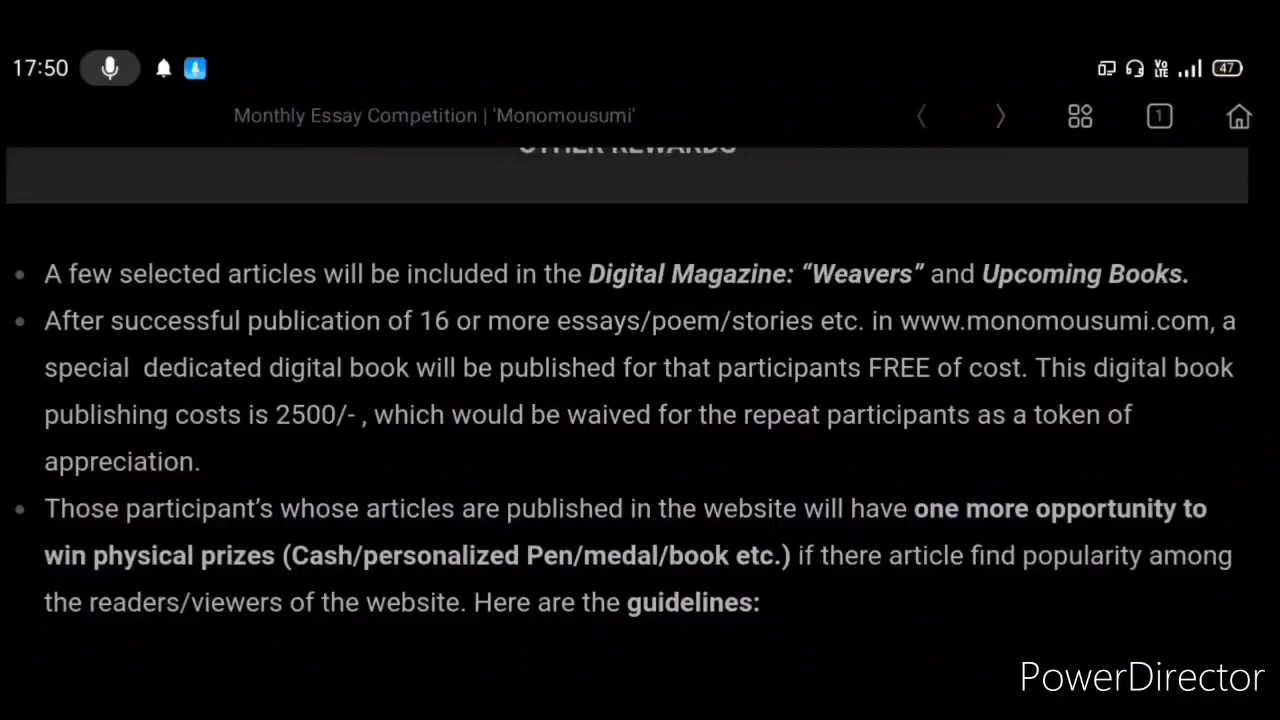 17:50
Vo LTE
47
Monthly Essay Competition | 'Monomousumi'
1
OTHER REWARDS
• A few selected articles will be included in the Digital Magazine: “Weavers” and Upcoming Books.
• After successful publication of 16 or more essays/poem/stories etc. in www.monomousumi.com, a
special dedicated digital book will be published for that participants FREE of cost. This digital book
publishing costs is 2500/- , which would be waived for the repeat participants as a token of
appreciation.
• Those participant’s whose articles are published in the website will have one more opportunity to
win physical prizes (Cash/personalized Pen/medal/book etc.) if there article find popularity among
the readers/viewers of the website. Here are the guidelines:
PowerDirector